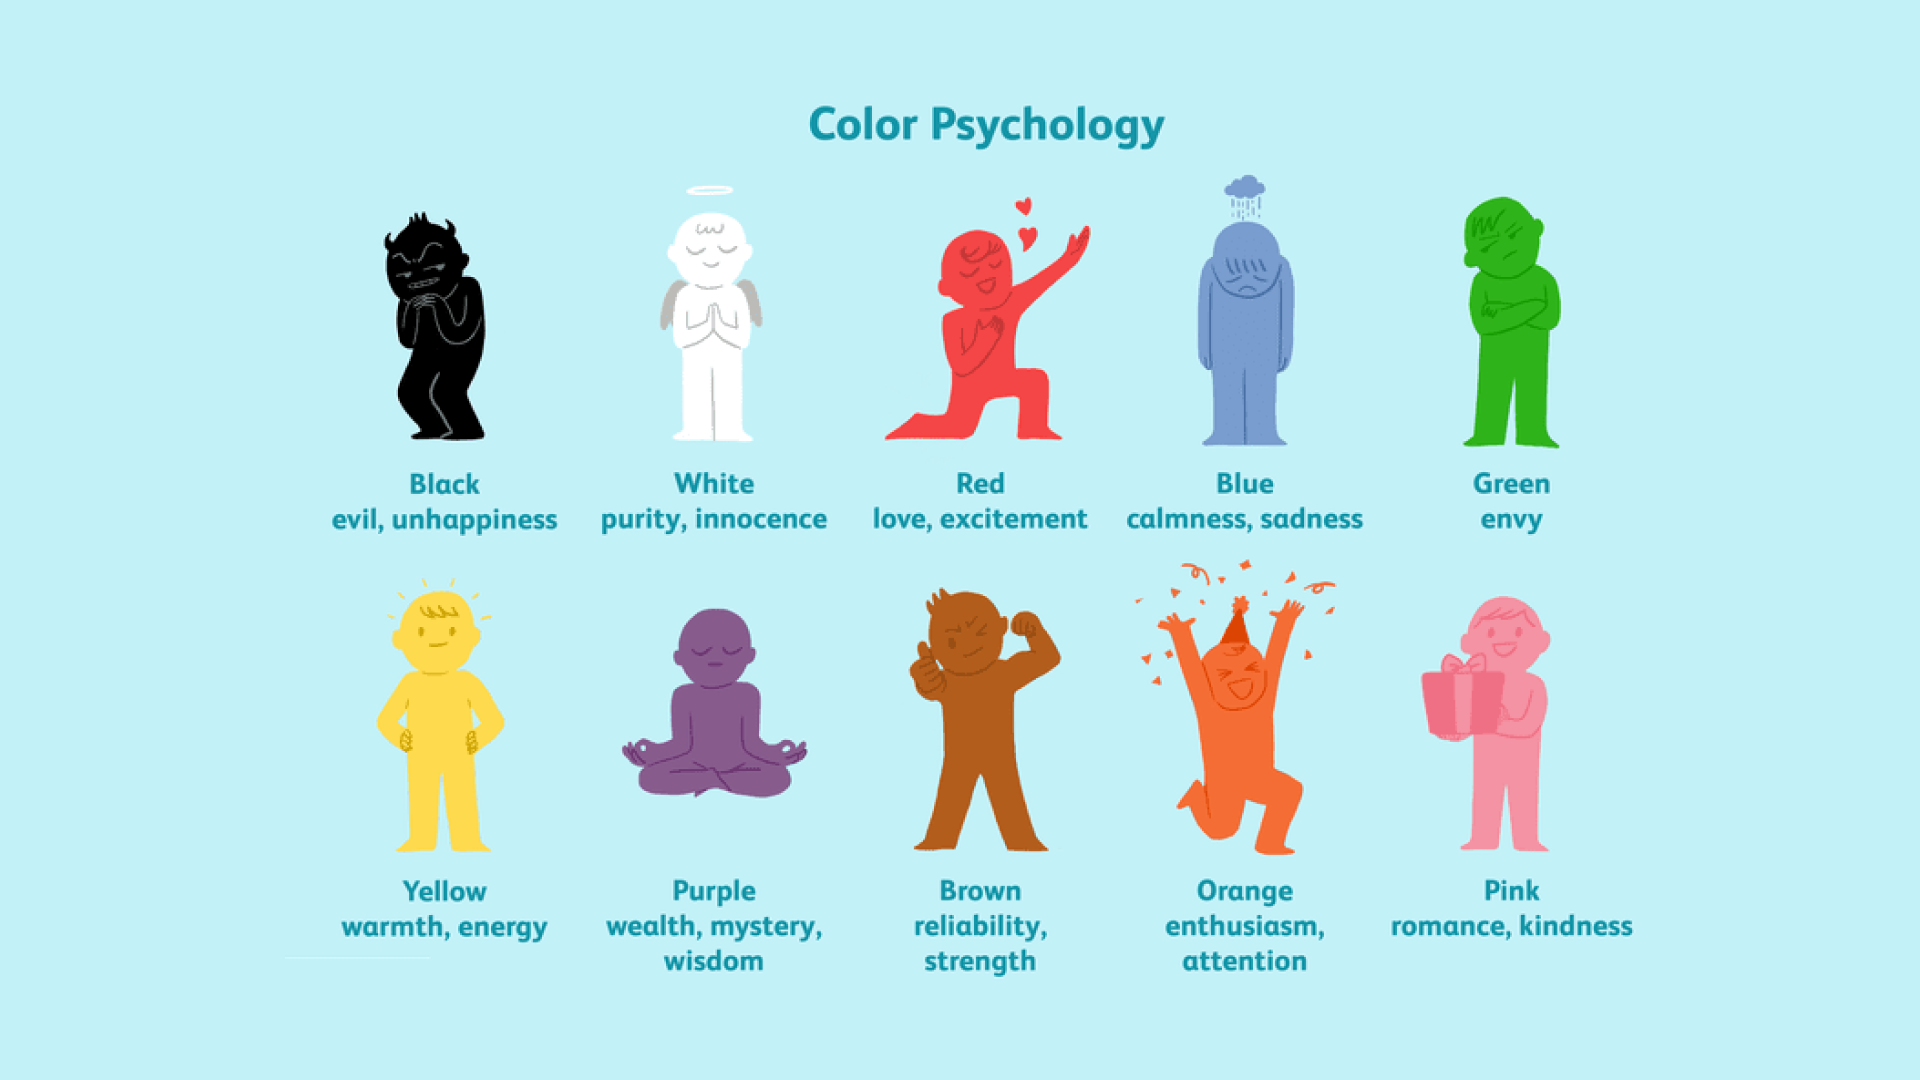 Color Psychology
Black
evil, unhappiness
White
purity, innocence
Red
love, excitement
Blue
calmness, sadness
Green
envy
Yellow
warmth, energy
Purple
wealth, mystery,
wisdom
Brown
reliability,
strength
Orange
enthusiasm,
attention
Pink
romance, kindness